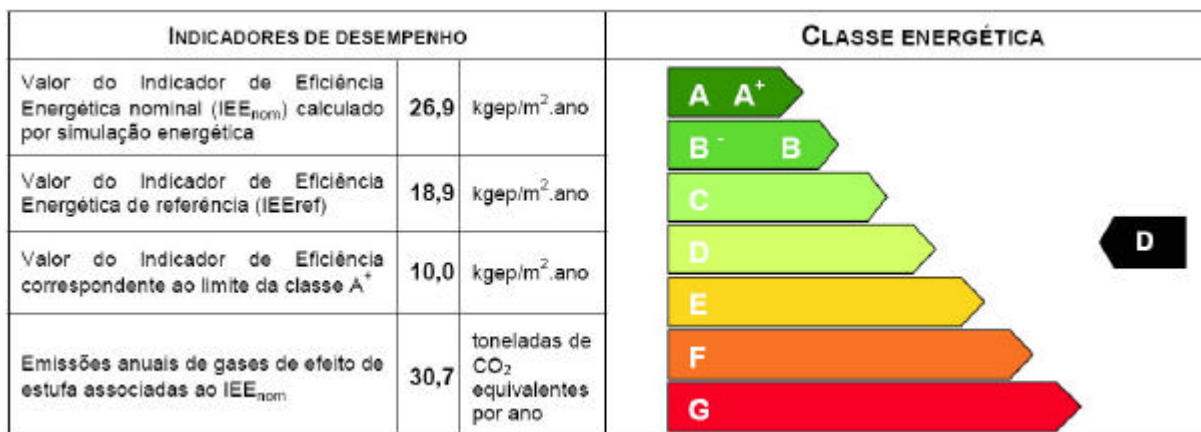 INDICADORES DE DESEMPENHO
Valor do Indicador de Eficiência
Energética nominal (IEEnom) calculado
por simulação energética
26,9
kgep/m².ano
Valor do Indicador de Eficiência
Energética de referência (IEEref)
18,9
kgep/m².ano
Valor do Indicador de Eficiência
correspondente ao limite da classe A⁺
10,0
kgep/m².ano
Emissões anuais de gases de efeito de
estufa associadas ao IEEnom
30,7
toneladas de
CO₂
equivalentes
por ano
CLASSE ENERGÉTICA
A A⁺
B⁻ B
C
D
D
E
F
G